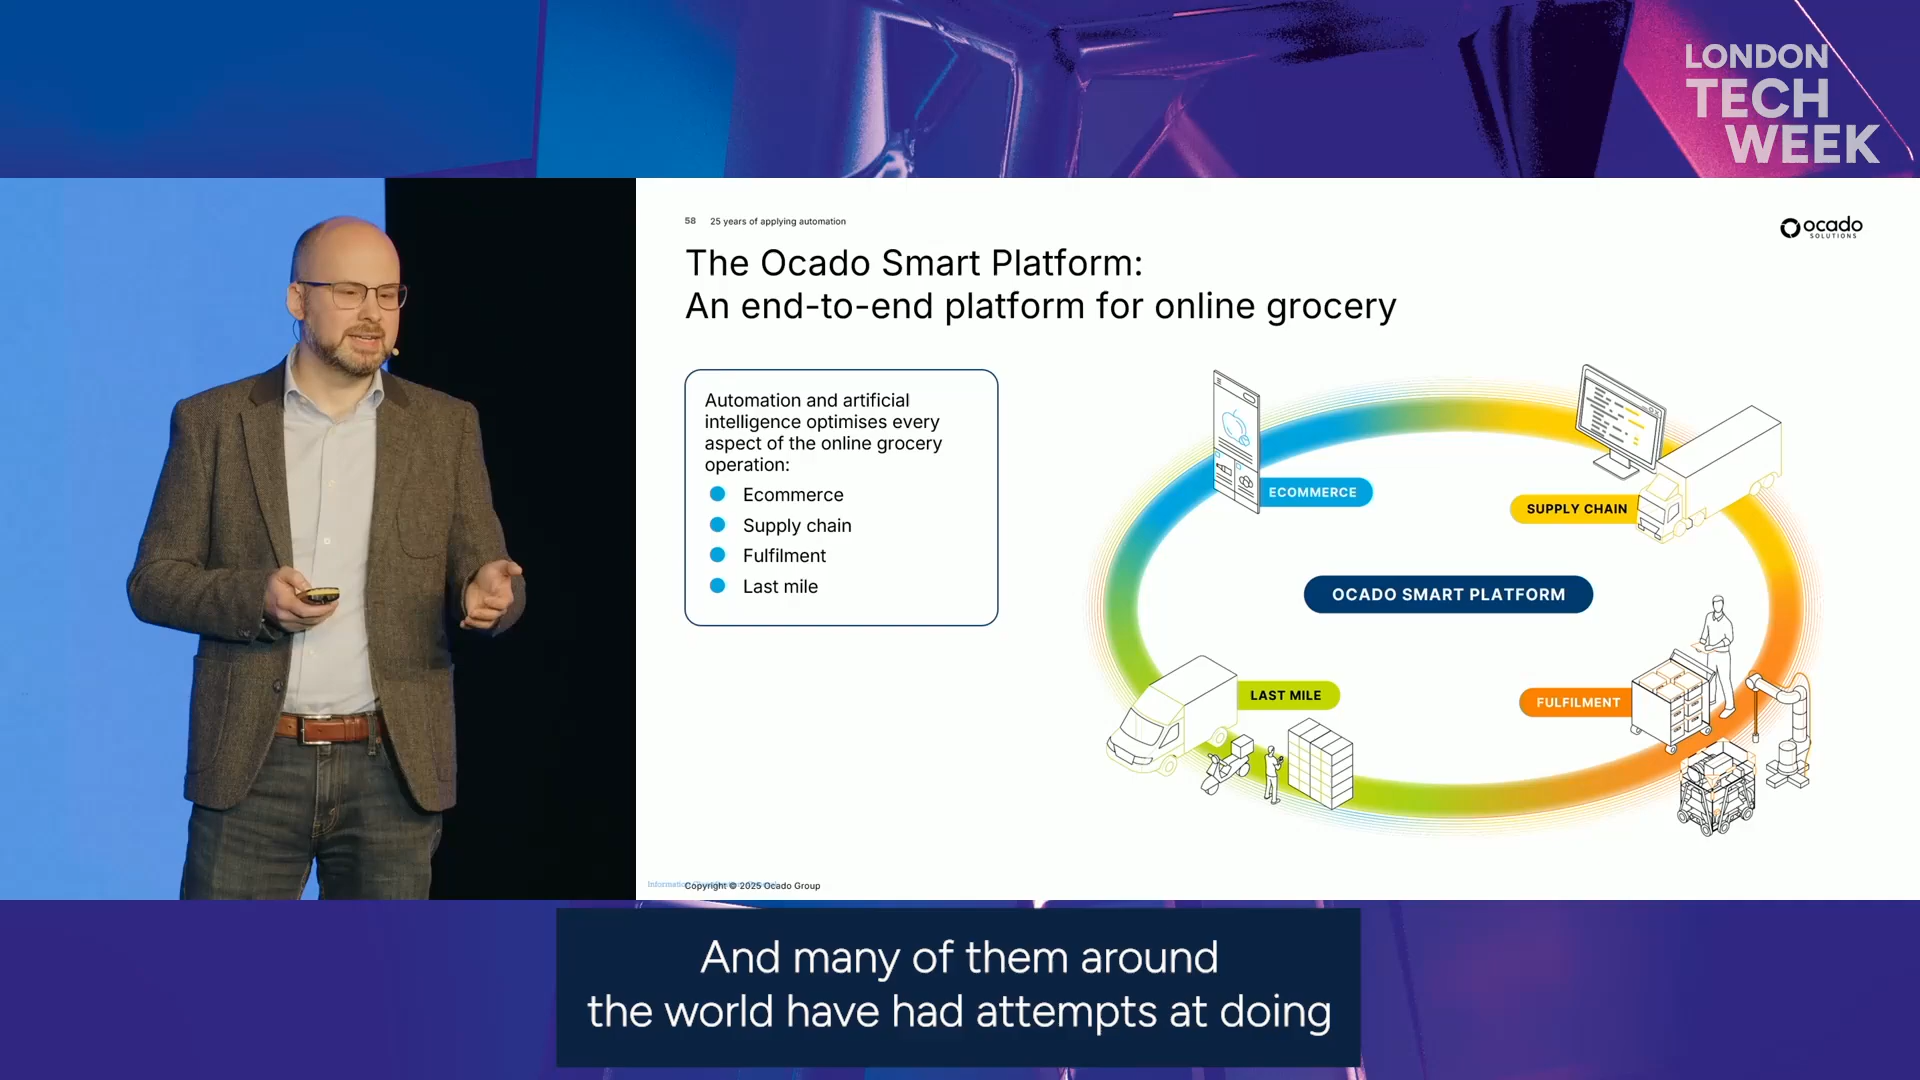 LONDON
TECH
WEEK
58 25 years of applying automation
ocado
SOLUTIONS
The Ocado Smart Platform:
An end-to-end platform for online grocery
Automation and artificial
intelligence optimises every
aspect of the online grocery
operation:
Ecommerce
Supply chain
Fulfilment
Last mile
ECOMMERCE
SUPPLY CHAIN
OCADO SMART PLATFORM
LAST MILE
FULFILMENT
Copyright © 2025 Ocado Group
And many of them around
the world have had attempts at doing